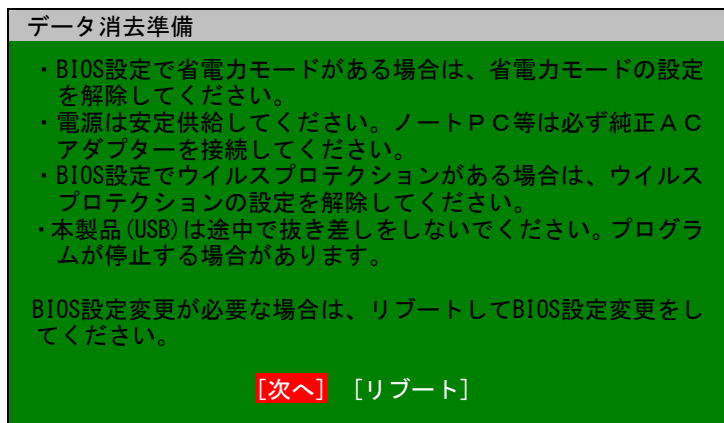 データ消去準備
・BIOS設定で省電力モードがある場合は、省電力モードの設定
を解除してください。
・電源は安定供給してください。ノートＰＣ等は必ず純正ＡＣ
アダプターを接続してください。
・BIOS設定でウイルスプロテクションがある場合は、ウイルス
プロテクションの設定を解除してください。
・本製品(USB)は途中で抜き差しをしないでください。プログラ
ムが停止する場合があります。
BIOS設定変更が必要な場合は、リブートしてBIOS設定変更をし
てください。
[次へ] [リブート]